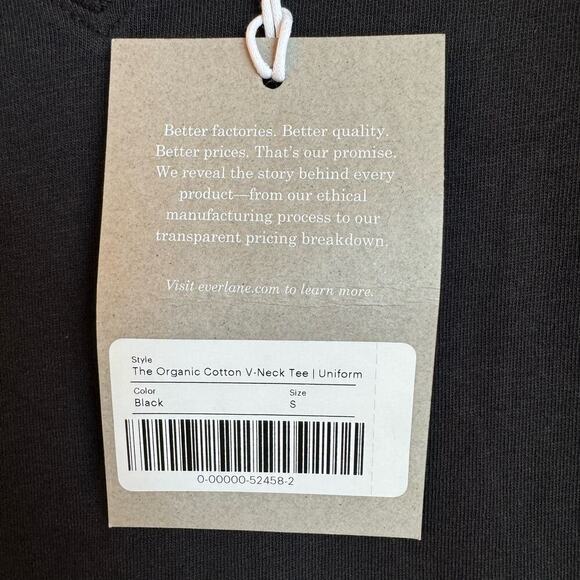 Better factories. Better quality.
Better prices. That's our promise.
We reveal the story behind every
product—from our ethical
manufacturing process to our
transparent pricing breakdown.
Visit everlane.com to learn more.
Style
The Organic Cotton V-Neck Tee | Uniform
Color Size
Black S
0-00000-52458-2